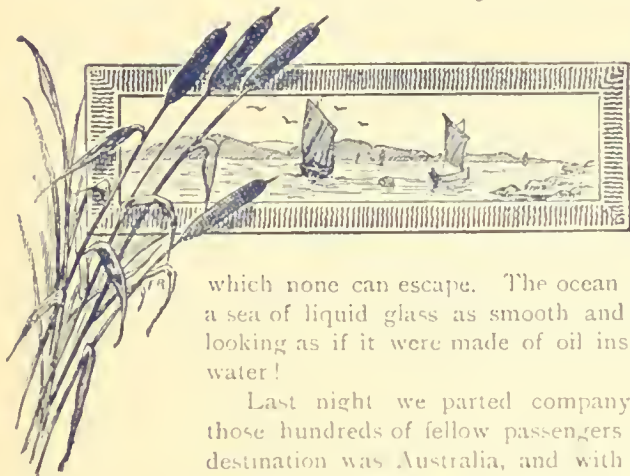 which none can escape. The ocean
a sea of liquid glass as smooth and
looking as if it were made of oil ins
water!
Last night we parted company
those hundreds of fellow passengers
destination was Australia, and with